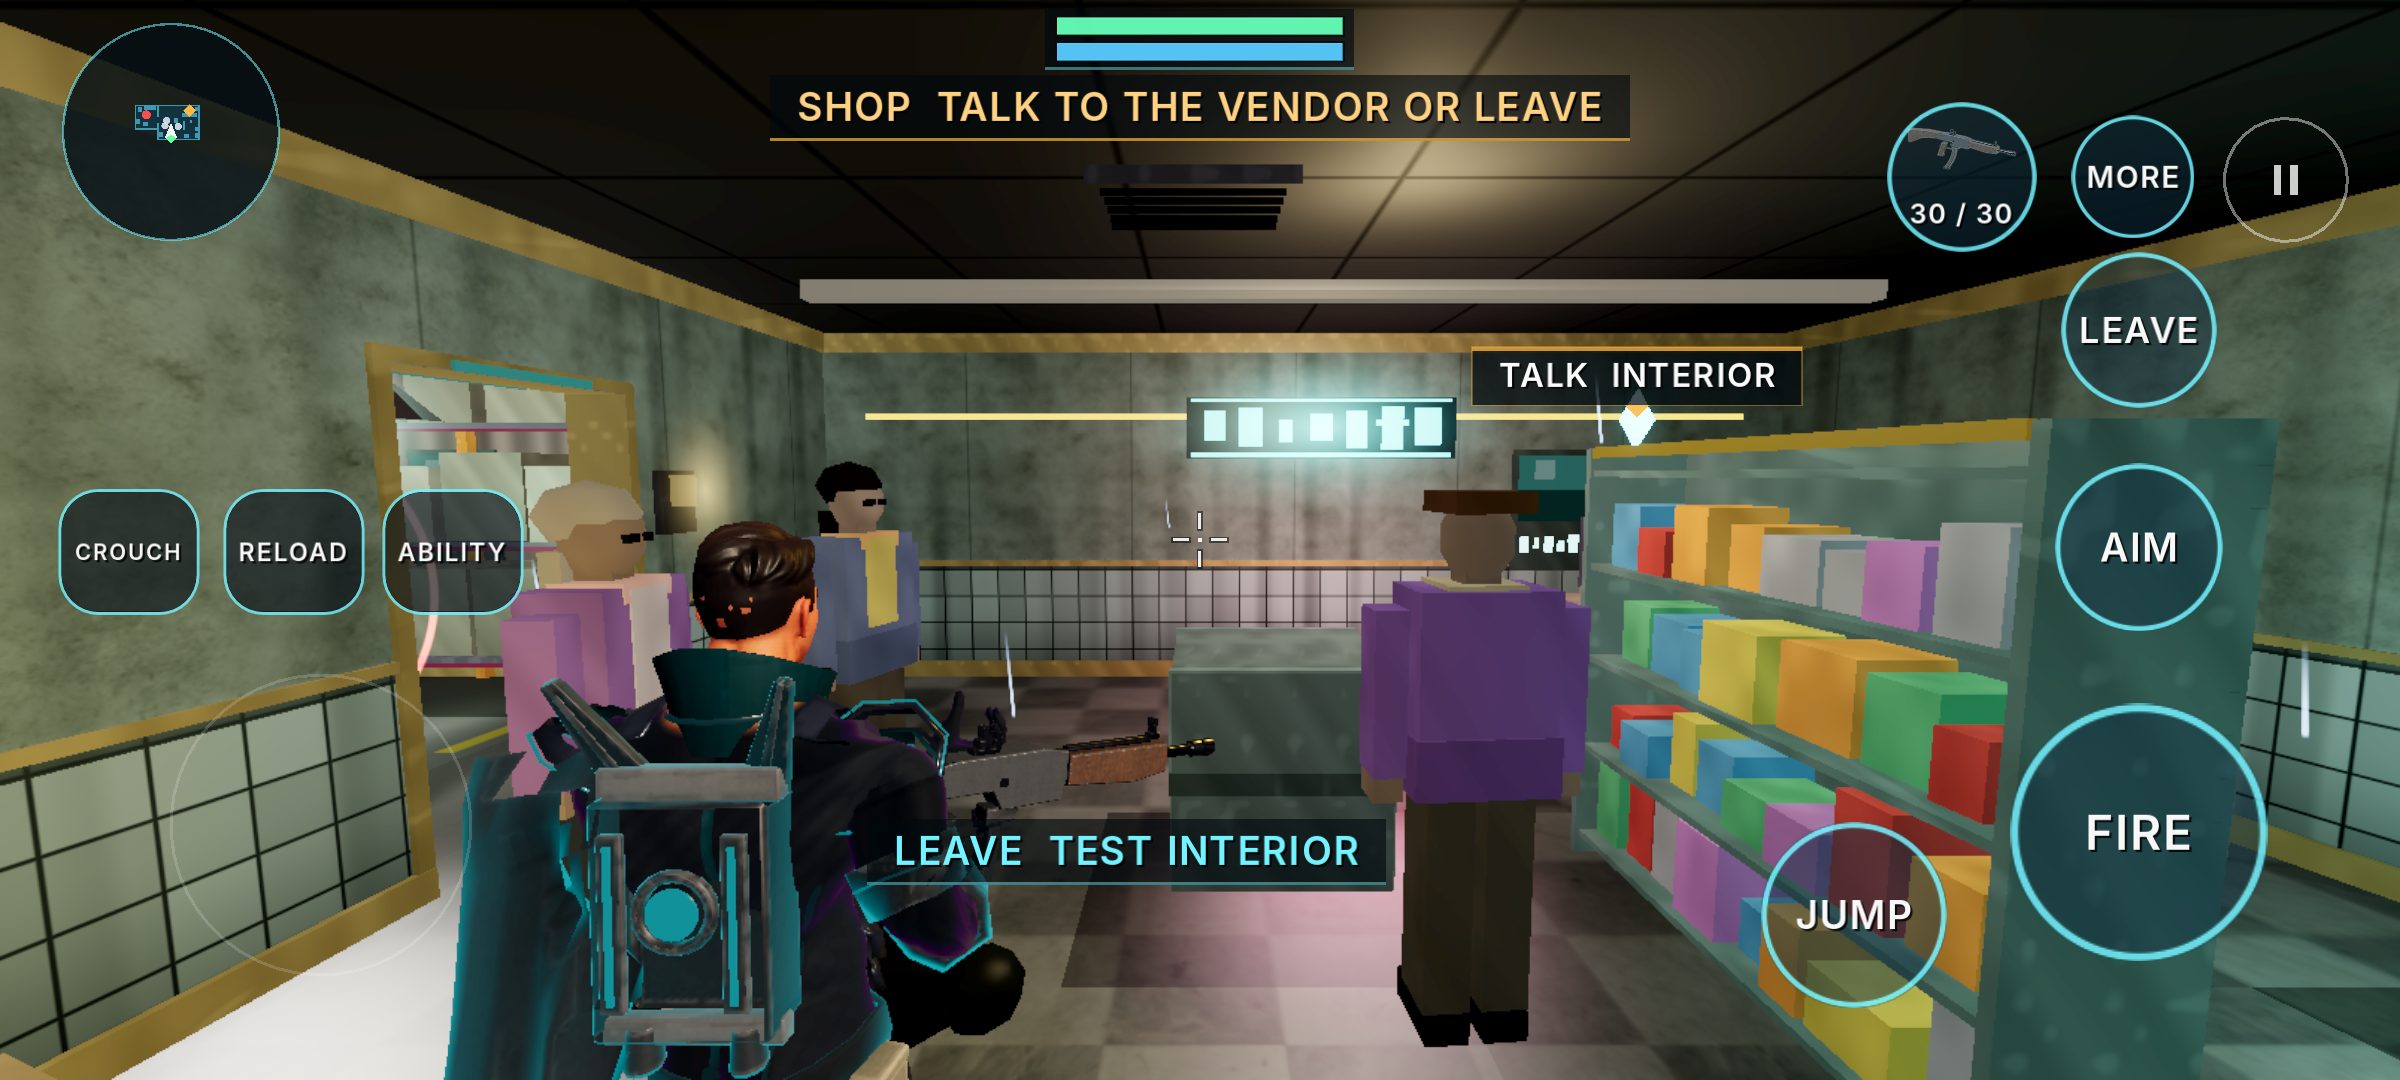 SHOP TALK TO THE VENDOR OR LEAVE
30 / 30
MORE
LEAVE
TALK INTERIOR
CROUCH
RELOAD
ABILITY
AIM
LEAVE TEST INTERIOR
FIRE
JUMP